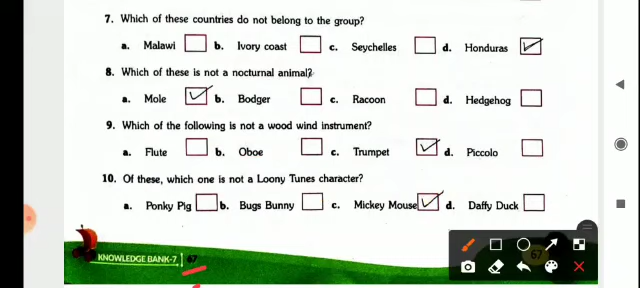 7. Which of these countries do not belong to the group?
a. Malawi b. Ivory coast c. Seychelles d. Honduras
8. Which of these is not a nocturnal animal?
a. Mole b. Bodger c. Racoon d. Hedgehog
9. Which of the following is not a wood wind instrument?
a. Flute b. Oboe c. Trumpet d. Piccolo
10. Of these, which one is not a Loony Tunes character?
a. Ponky Pig b. Bugs Bunny c. Mickey Mouse d. Daffy Duck
KNOWLEDGE BANK-7 67
67